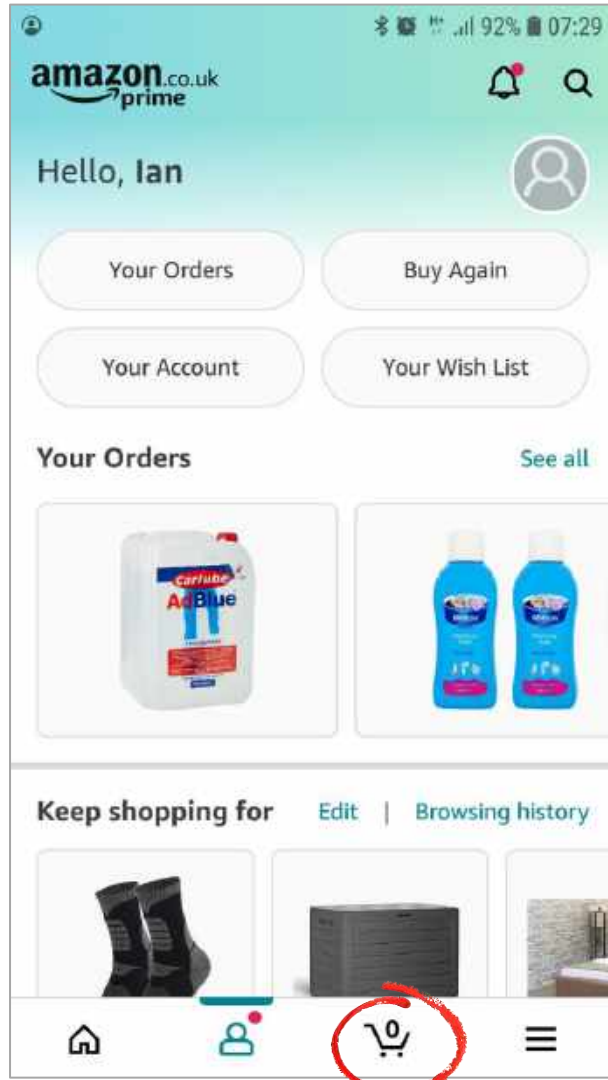 92% 07:29
amazon.co.uk
prime
Hello, Ian
Your Orders
Buy Again
Your Account
Your Wish List
Your Orders
See all
Carlube
AdBlue
Keep shopping for
Edit | Browsing history
0